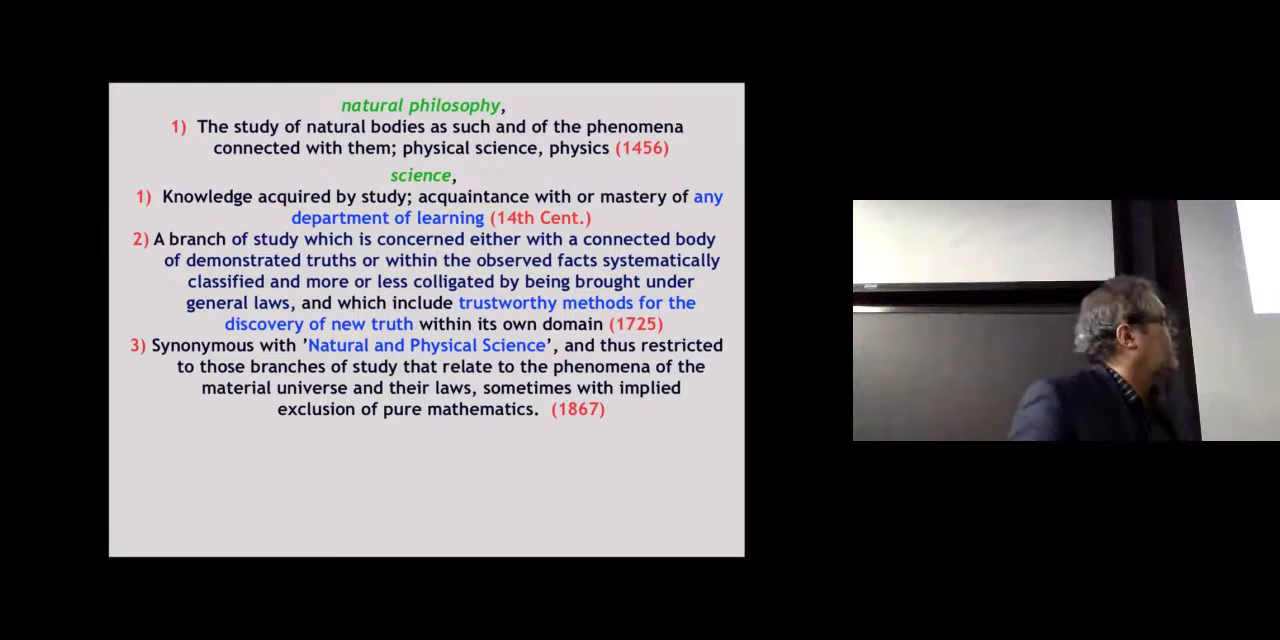 natural philosophy,
1) The study of natural bodies as such and of the phenomena
connected with them; physical science, physics (1456)
science,
1) Knowledge acquired by study; acquaintance with or mastery of any
department of learning (14th Cent.)
2) A branch of study which is concerned either with a connected body
of demonstrated truths or within the observed facts systematically
classified and more or less colligated by being brought under
general laws, and which include trustworthy methods for the
discovery of new truth within its own domain (1725)
3) Synonymous with ’Natural and Physical Science’, and thus restricted
to those branches of study that relate to the phenomena of the
material universe and their laws, sometimes with implied
exclusion of pure mathematics. (1867)